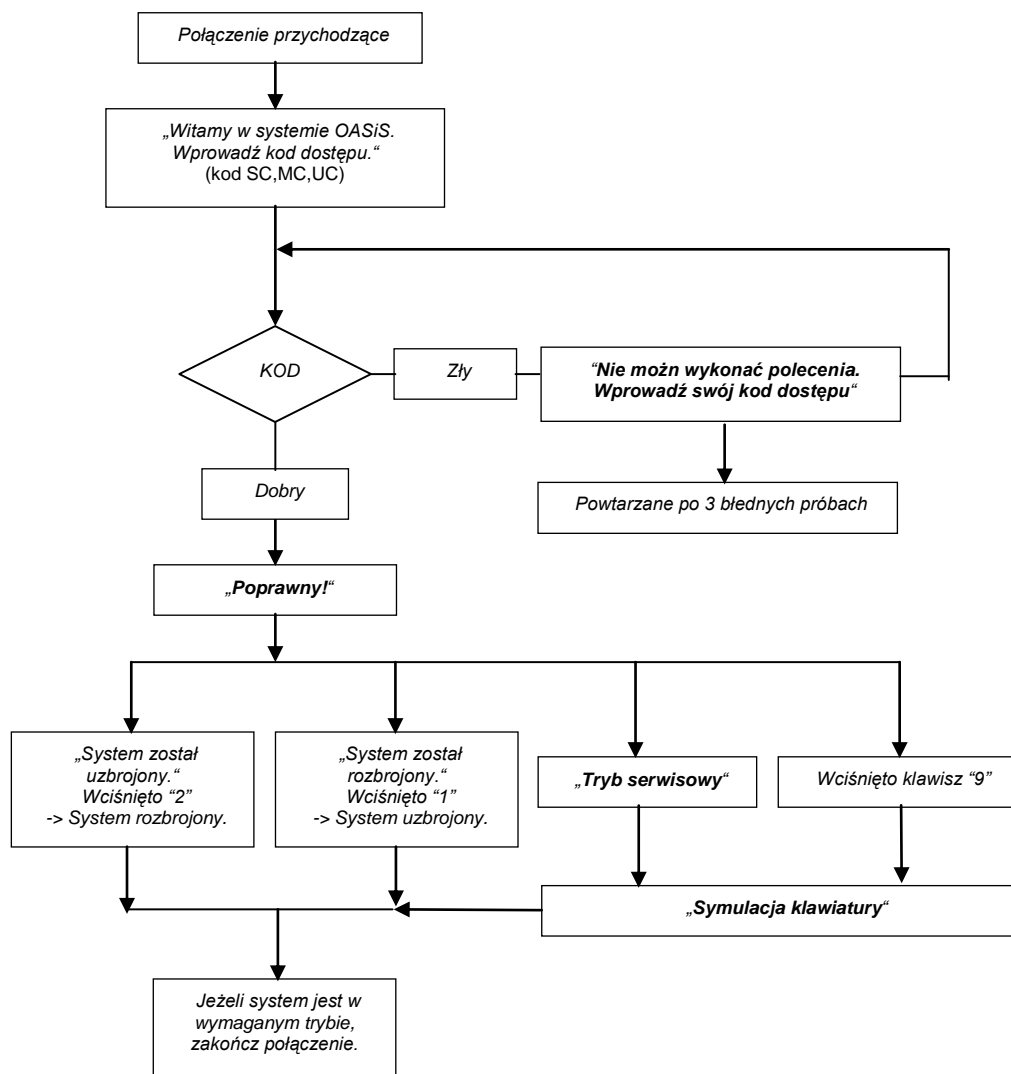 Połączenie przychodzące
„Witamy w systemie OASiS.
Wprowadź kod dostępu.“
(kod SC,MC,UC)
KOD
Zły
“Nie możn wykonać polecenia.
Wprowadź swój kod dostępu“
Dobry
Powtarzane po 3 błednych próbach
„Poprawny!“
„System został
uzbrojony.“
Wciśnięto “2”
-> System rozbrojony.
„System został
rozbrojony.“
Wciśnięto “1”
-> System uzbrojony.
„Tryb serwisowy“
Wciśnięto klawisz “9”
„Symulacja klawiatury“
Jeżeli system jest w
wymaganym trybie,
zakończ połączenie.